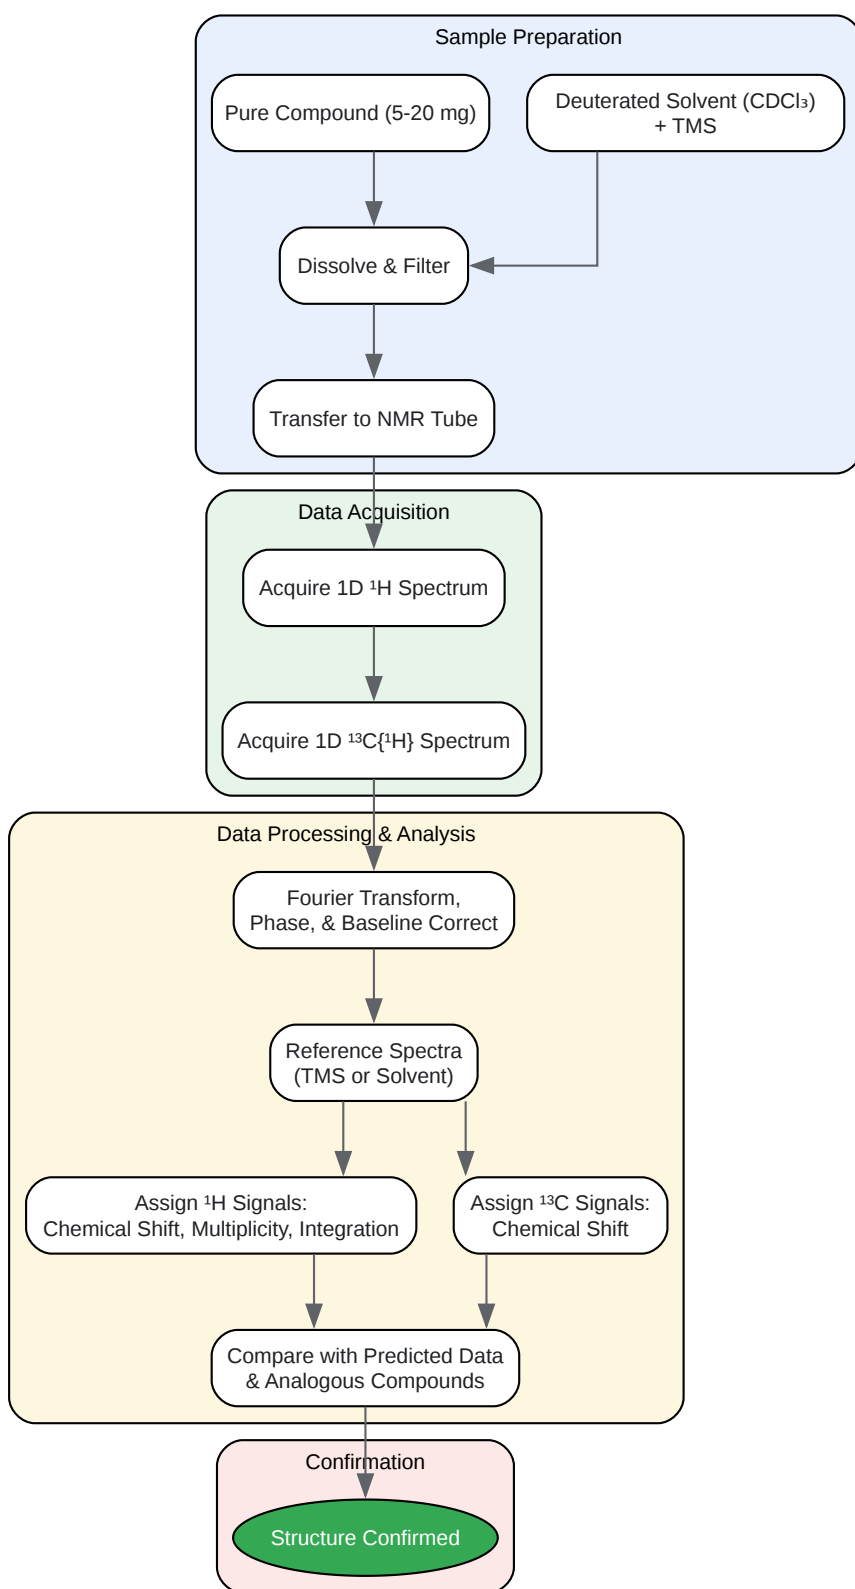 Sample Preparation
Pure Compound (5-20 mg)
Deuterated Solvent (CDCl₃)
+ TMS
Dissolve & Filter
Transfer to NMR Tube
Data Acquisition
Acquire 1D ¹H Spectrum
Acquire 1D ¹³C{¹H} Spectrum
Data Processing & Analysis
Fourier Transform,
Phase, & Baseline Correct
Reference Spectra
(TMS or Solvent)
Assign ¹H Signals:
Chemical Shift, Multiplicity, Integration
Assign ¹³C Signals:
Chemical Shift
Compare with Predicted Data
& Analogous Compounds
Confirmation
Structure Confirmed